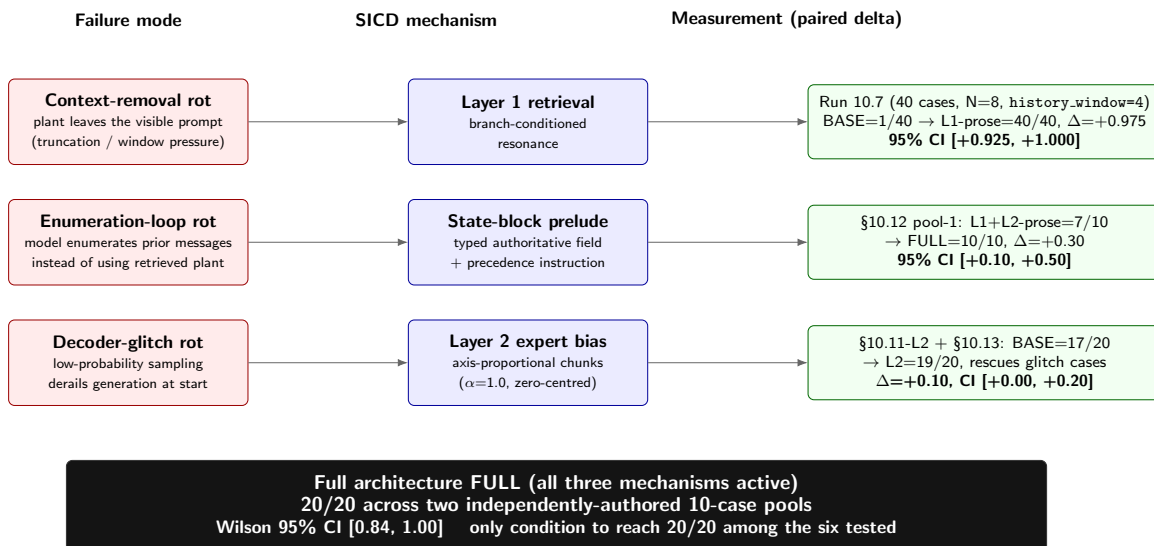 Failure mode
SICD mechanism
Measurement (paired delta)
Context-removal rot
plant leaves the visible prompt
(truncation / window pressure)
Layer 1 retrieval
branch-conditioned
resonance
Run 10.7 (40 cases, N=8, history_window=4)
BASE=1/40 → L1-prose=40/40, Δ=+0.975
95% CI [+0.925, +1.000]
Enumeration-loop rot
model enumerates prior messages
instead of using retrieved plant
State-block prelude
typed authoritative field
+ precedence instruction
§10.12 pool-1: L1+L2-prose=7/10
→ FULL=10/10, Δ=+0.30
95% CI [+0.10, +0.50]
Decoder-glitch rot
low-probability sampling
derails generation at start
Layer 2 expert bias
axis-proportional chunks
(α=1.0, zero-centred)
§10.11-L2 + §10.13: BASE=17/20
→ L2=19/20, rescues glitch cases
Δ=+0.10, CI [+0.00, +0.20]
Full architecture FULL (all three mechanisms active)
20/20 across two independently-authored 10-case pools
Wilson 95% CI [0.84, 1.00] only condition to reach 20/20 among the six tested